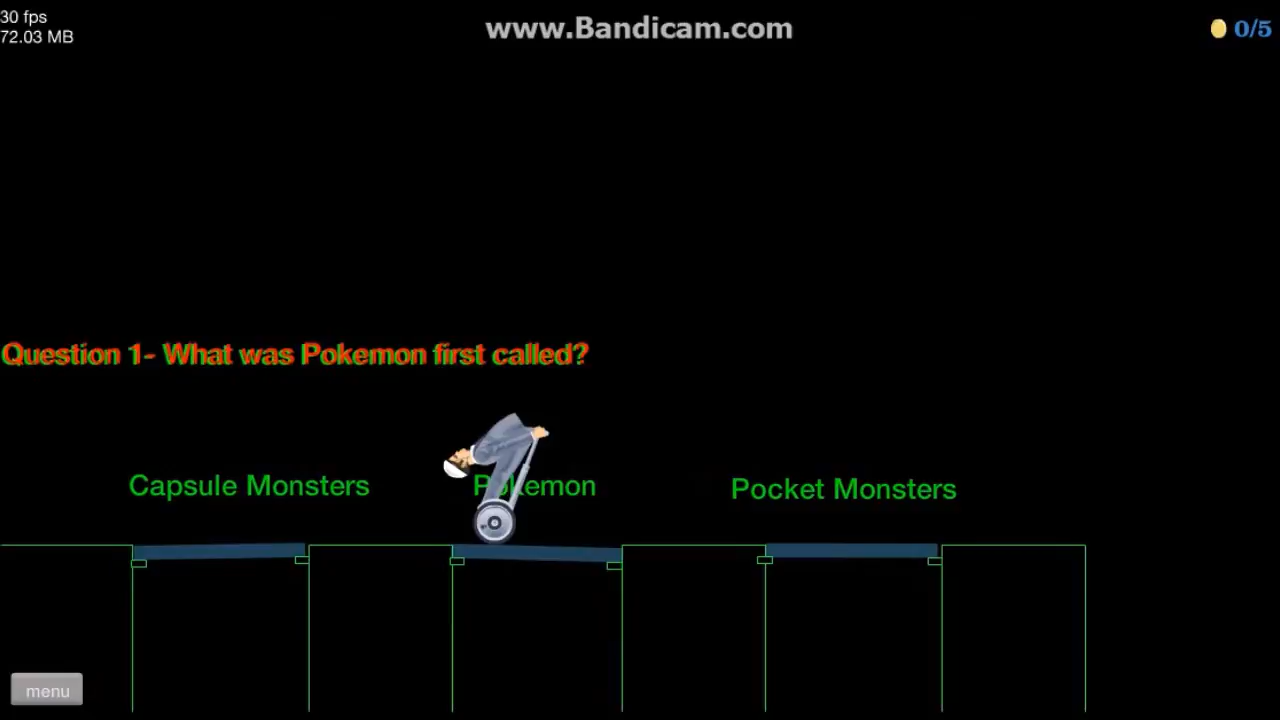 30 fps
72.03 MB
www.Bandicam.com
0/5
Question 1- What was Pokemon first called?
Capsule Monsters
Pokemon
Pocket Monsters
menu